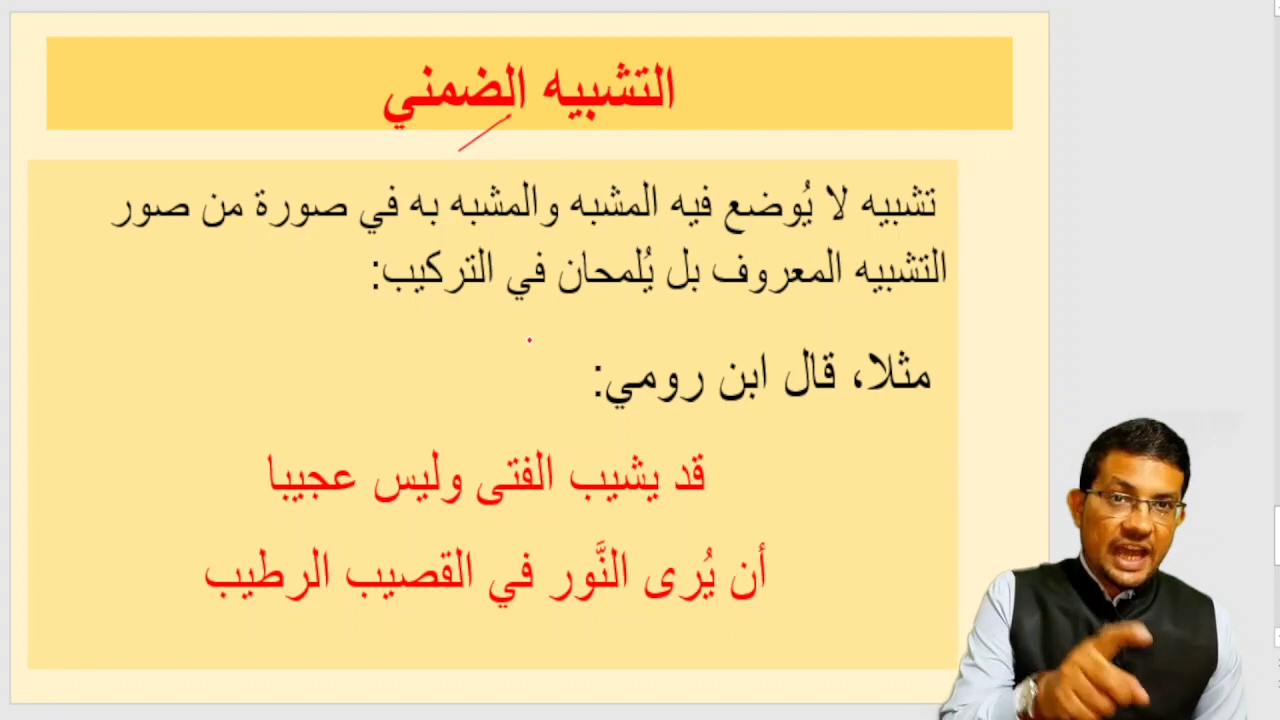 التشبيه الضمني
تشبيه لا يُوضع فيه المشبه والمشبه به في صورة من صور
التشبيه المعروف بل يُلمحان في التركيب:
مثلا، قال ابن رومي:
قد يشيب الفتى وليس عجيبا
أن يُرى النَّور في القصيب الرطيب